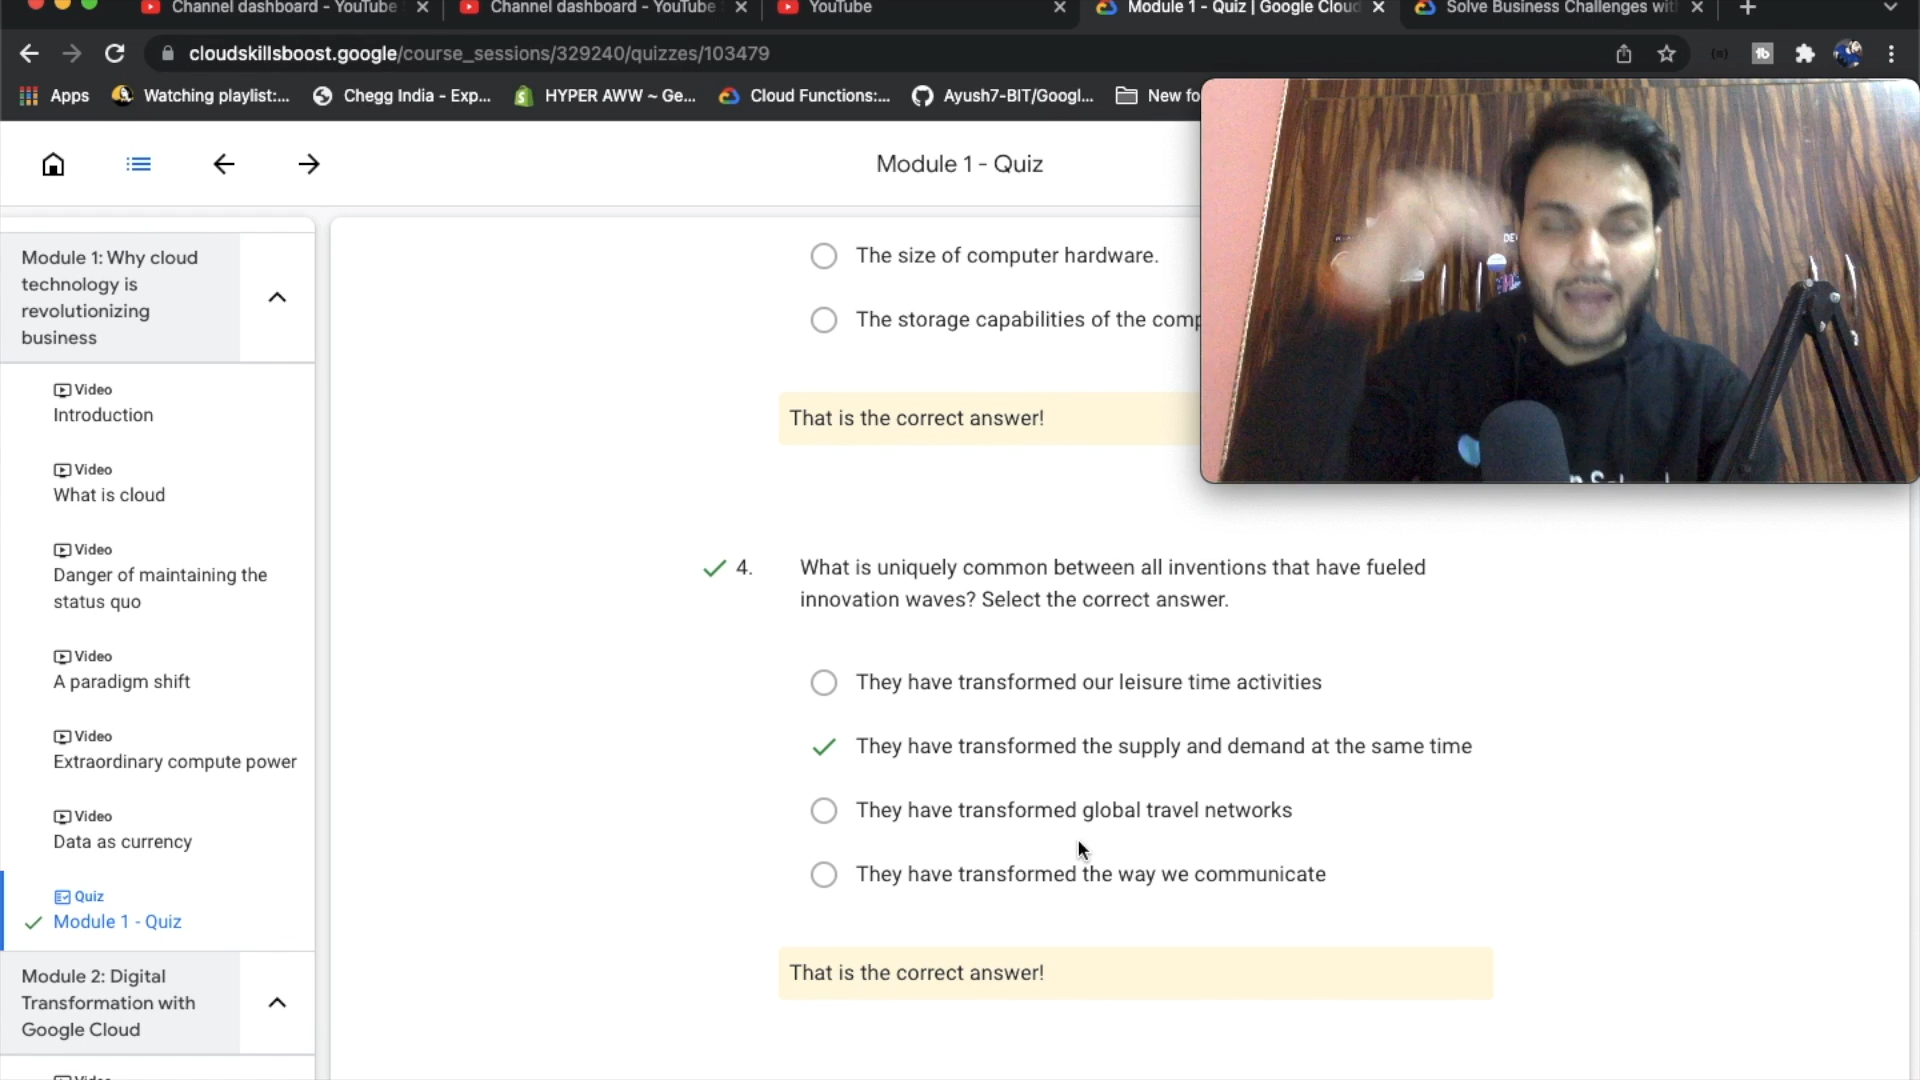 Channel dashboard - YouTube
Channel dashboard - YouTube
YouTube
Module 1 - Quiz | Google Cloud
Solve Business Challenges wit
cloudskillsboost.google/course_sessions/329240/quizzes/103479
Apps
Watching playlist:...
Chegg India - Exp...
HYPER AWW ~ Ge...
Cloud Functions:...
Ayush7-BIT/Googl...
New fo
Module 1 - Quiz
Module 1: Why cloud
technology is
revolutionizing
business
Video
Introduction
Video
What is cloud
Video
Danger of maintaining the
status quo
Video
A paradigm shift
Video
Extraordinary compute power
Video
Data as currency
Quiz
Module 1 - Quiz
Module 2: Digital
Transformation with
Google Cloud
Video
The size of computer hardware.
The storage capabilities of the comp
That is the correct answer!
4. What is uniquely common between all inventions that have fueled
innovation waves? Select the correct answer.
They have transformed our leisure time activities
They have transformed the supply and demand at the same time
They have transformed global travel networks
They have transformed the way we communicate
That is the correct answer!